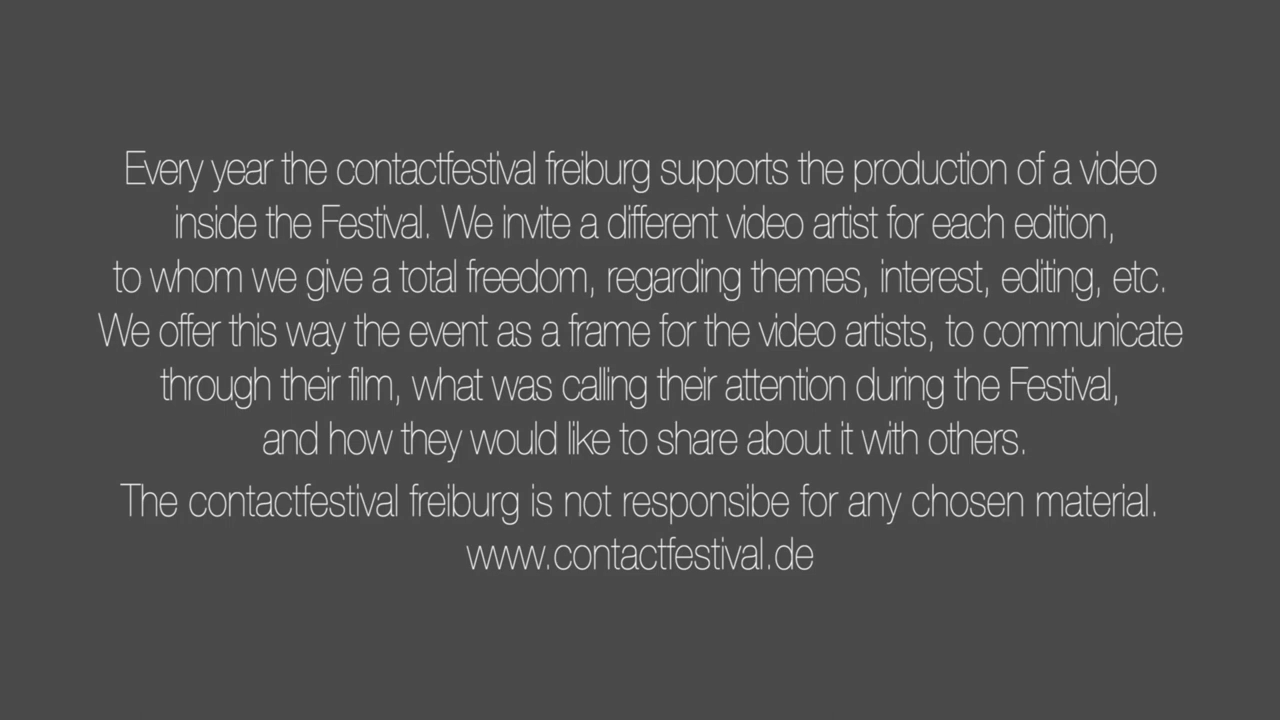 Every year the contactfestival freiburg supports the production of a video
inside the Festival. We invite a different video artist for each edition,
to whom we give a total freedom, regarding themes, interest, editing, etc.
We offer this way the event as a frame for the video artists, to communicate
through their film, what was calling their attention during the Festival,
and how they would like to share about it with others.
The contactfestival freiburg is not responsibe for any chosen material.
www.contactfestival.de